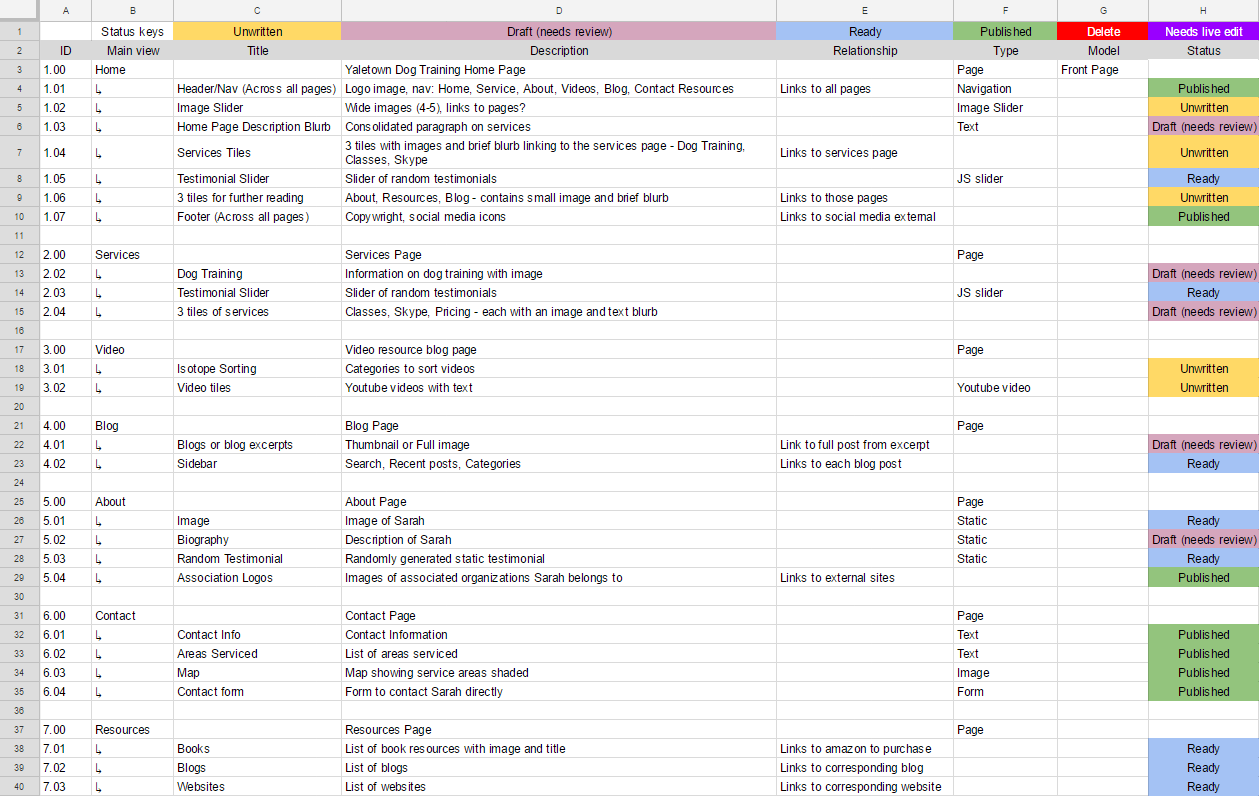 A B C D E F G H
1 Status keys Unwritten Draft (needs review) Ready Published Delete Needs live edit
2 ID Main view Title Description Relationship Type Model Status
3 1.00 Home Yaletown Dog Training Home Page Page Front Page
4 1.01 ↳ Header/Nav (Across all pages) Logo image, nav: Home, Service, About, Videos, Blog, Contact Resources Links to all pages Navigation Published
5 1.02 ↳ Image Slider Wide images (4-5), links to pages? Image Slider Unwritten
6 1.03 ↳ Home Page Description Blurb Consolidated paragraph on services Text Draft (needs review)
7 1.04 ↳ Services Tiles 3 tiles with images and brief blurb linking to the services page - Dog Training,
Classes, Skype Links to services page Unwritten
8 1.05 ↳ Testimonial Slider Slider of random testimonials JS slider Ready
9 1.06 ↳ 3 tiles for further reading About, Resources, Blog - contains small image and brief blurb Links to those pages Unwritten
10 1.07 ↳ Footer (Across all pages) Copywright, social media icons Links to social media external Published
11
12 2.00 Services Services Page Page
13 2.02 ↳ Dog Training Information on dog training with image Draft (needs review)
14 2.03 ↳ Testimonial Slider Slider of random testimonials JS slider Ready
15 2.04 ↳ 3 tiles of services Classes, Skype, Pricing - each with an image and text blurb Draft (needs review)
16
17 3.00 Video Video resource blog page Page
18 3.01 ↳ Isotope Sorting Categories to sort videos Unwritten
19 3.02 ↳ Video tiles Youtube videos with text Youtube video Unwritten
20
21 4.00 Blog Blog Page Page
22 4.01 ↳ Blogs or blog excerpts Thumbnail or Full image Link to full post from excerpt Draft (needs review)
23 4.02 ↳ Sidebar Search, Recent posts, Categories Links to each blog post Ready
24
25 5.00 About About Page Page
26 5.01 ↳ Image Image of Sarah Static Ready
27 5.02 ↳ Biography Description of Sarah Static Draft (needs review)
28 5.03 ↳ Random Testimonial Randomly generated static testimonial Static Ready
29 5.04 ↳ Association Logos Images of associated organizations Sarah belongs to Links to external sites Published
30
31 6.00 Contact Contact Page Page
32 6.01 ↳ Contact Info Contact Information Text Published
33 6.02 ↳ Areas Serviced List of areas serviced Text Published
34 6.03 ↳ Map Map showing service areas shaded Image Published
35 6.04 ↳ Contact form Form to contact Sarah directly Form Published
36
37 7.00 Resources Resources Page Page
38 7.01 ↳ Books List of book resources with image and title Links to amazon to purchase Ready
39 7.02 ↳ Blogs List of blogs Links to corresponding blog Ready
40 7.03 ↳ Websites List of websites Links to corresponding website Ready